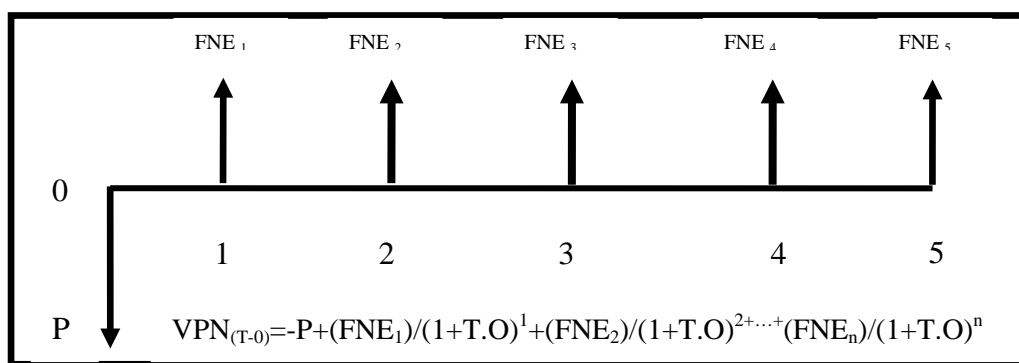 FNE ₁ FNE ₂ FNE ₃ FNE ₄ FNE ₅
0
1 2 3 4 5
P VPN₍T-0₎=-P+(FNE₁)/(1+T.O)¹+(FNE₂)/(1+T.O)²⁺…⁺(FNEₙ)/(1+T.O)ⁿ